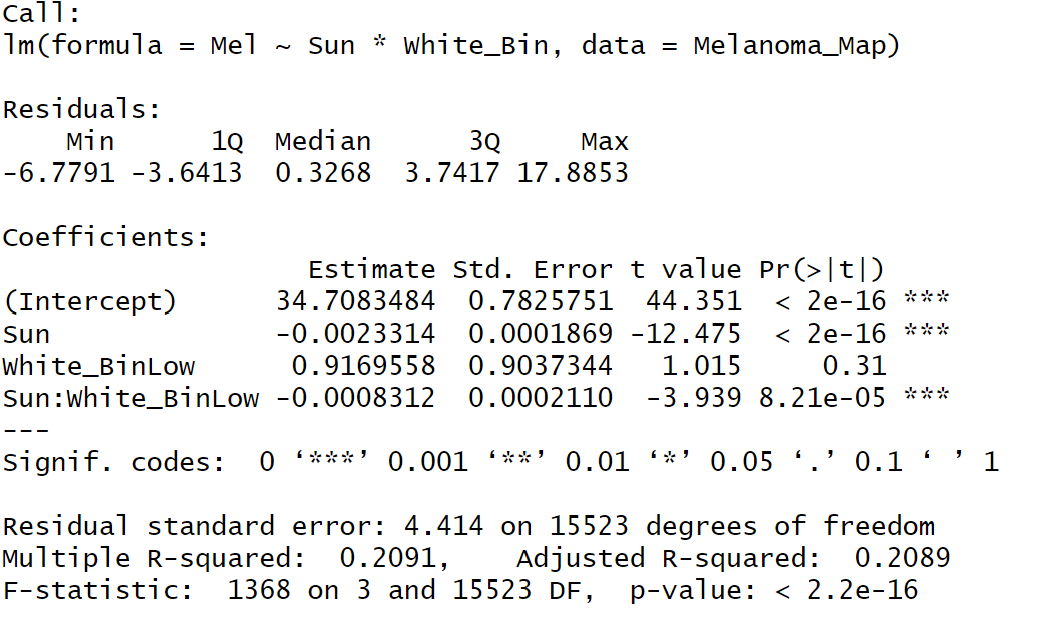 Call:
lm(formula = Mel ~ Sun * White_Bin, data = Melanoma_Map)
Residuals:
    Min      1Q  Median      3Q     Max
-6.7791 -3.6413  0.3268  3.7417 17.8853
Coefficients:
                   Estimate Std. Error t value Pr(>|t|)
(Intercept)      34.7083484  0.7825751  44.351  < 2e-16 ***
Sun              -0.0023314  0.0001869 -12.475  < 2e-16 ***
White_BinLow      0.9169558  0.9037344   1.015     0.31
Sun:White_BinLow -0.0008312  0.0002110  -3.939 8.21e-05 ***
---
Signif. codes:  0 ‘***’ 0.001 ‘**’ 0.01 ‘*’ 0.05 ‘.’ 0.1 ‘ ’ 1
Residual standard error: 4.414 on 15523 degrees of freedom
Multiple R-squared:  0.2091,    Adjusted R-squared:  0.2089
F-statistic:  1368 on 3 and 15523 DF,  p-value: < 2.2e-16